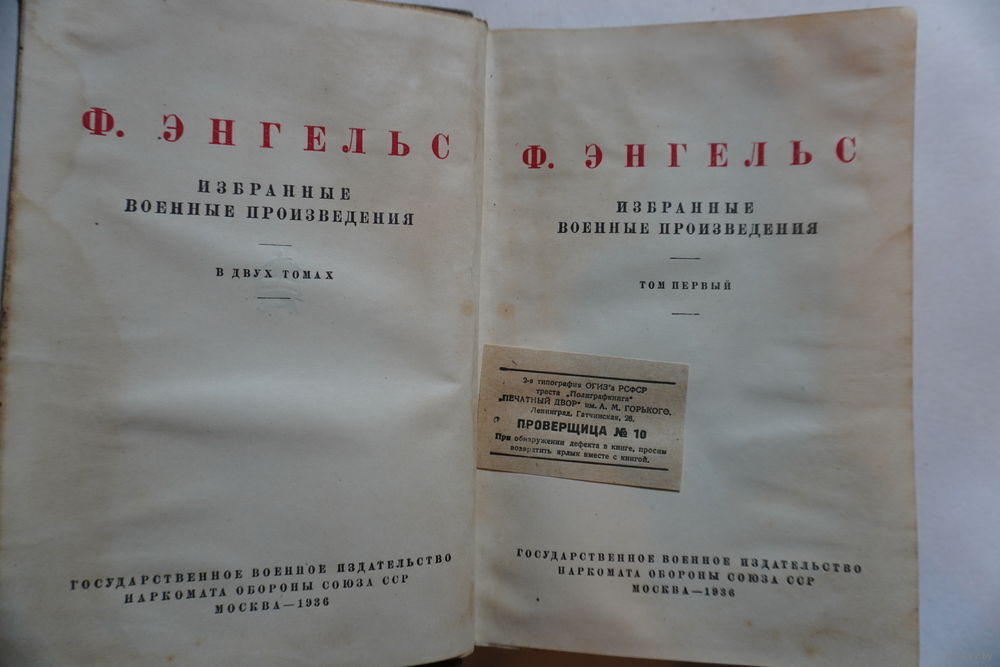 Ф. ЭНГЕЛЬС
ИЗБРАННЫЕ
ВОЕННЫЕ ПРОИЗВЕДЕНИЯ
В ДВУХ ТОМАХ
ГОСУДАРСТВЕННОЕ ВОЕННОЕ ИЗДАТЕЛЬСТВО
НАРКОМАТА ОБОРОНЫ СОЮЗА ССР
МОСКВА—1936
Ф. ЭНГЕЛЬС
ИЗБРАННЫЕ
ВОЕННЫЕ ПРОИЗВЕДЕНИЯ
ТОМ ПЕРВЫЙ
2-я типография ОГИЗ'а РСФСР
треста „Полиграфкнига"
„ПЕЧАТНЫЙ ДВОР" им. А. М. ГОРЬКОГО.
Ленинград, Гатчинская, 26.
ПРОВЕРЩИЦА № 10
При обнаружении дефекта в книге, просим
возвратить ярлык вместе с книгой.
ГОСУДАРСТВЕННОЕ ВОЕННОЕ ИЗДАТЕЛЬСТВО
НАРКОМАТА ОБОРОНЫ СОЮЗА ССР
МОСКВА—1936